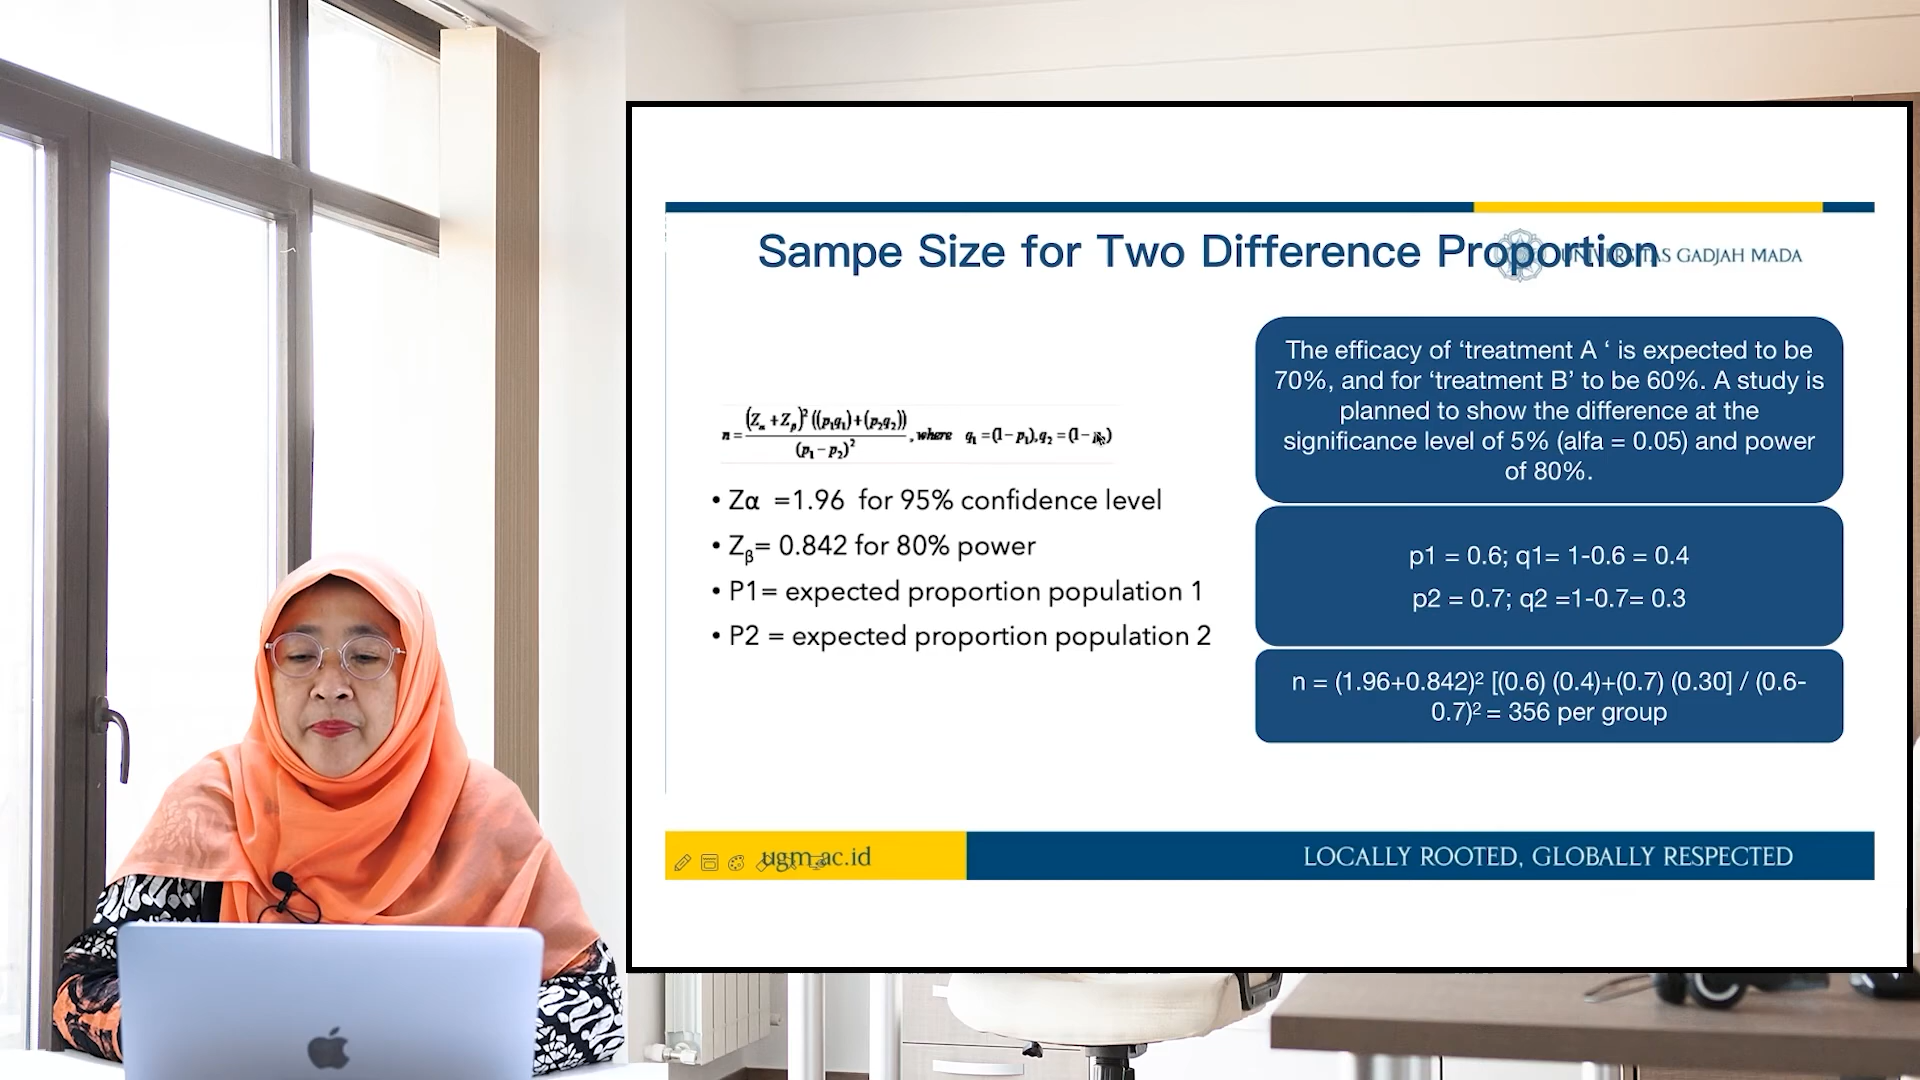 Sampe Size for Two Difference Proportion
UNIVERSITAS GADJAH MADA
The efficacy of ‘treatment A ‘ is expected to be
70%, and for ‘treatment B’ to be 60%. A study is
planned to show the difference at the
significance level of 5% (alfa = 0.05) and power
of 80%.
n = (Zα + Zβ)² ((p₁q₁)+(p₂q₂)) / (p₁ − p₂)² , where q₁ = (1 − p₁), q₂ = (1 − p₂)
• Zα =1.96 for 95% confidence level
• Zβ= 0.842 for 80% power
• P1= expected proportion population 1
• P2 = expected proportion population 2
p1 = 0.6; q1= 1-0.6 = 0.4
p2 = 0.7; q2 =1-0.7= 0.3
n = (1.96+0.842)² [(0.6) (0.4)+(0.7) (0.30] / (0.6-
0.7)² = 356 per group
ugm.ac.id
LOCALLY ROOTED, GLOBALLY RESPECTED